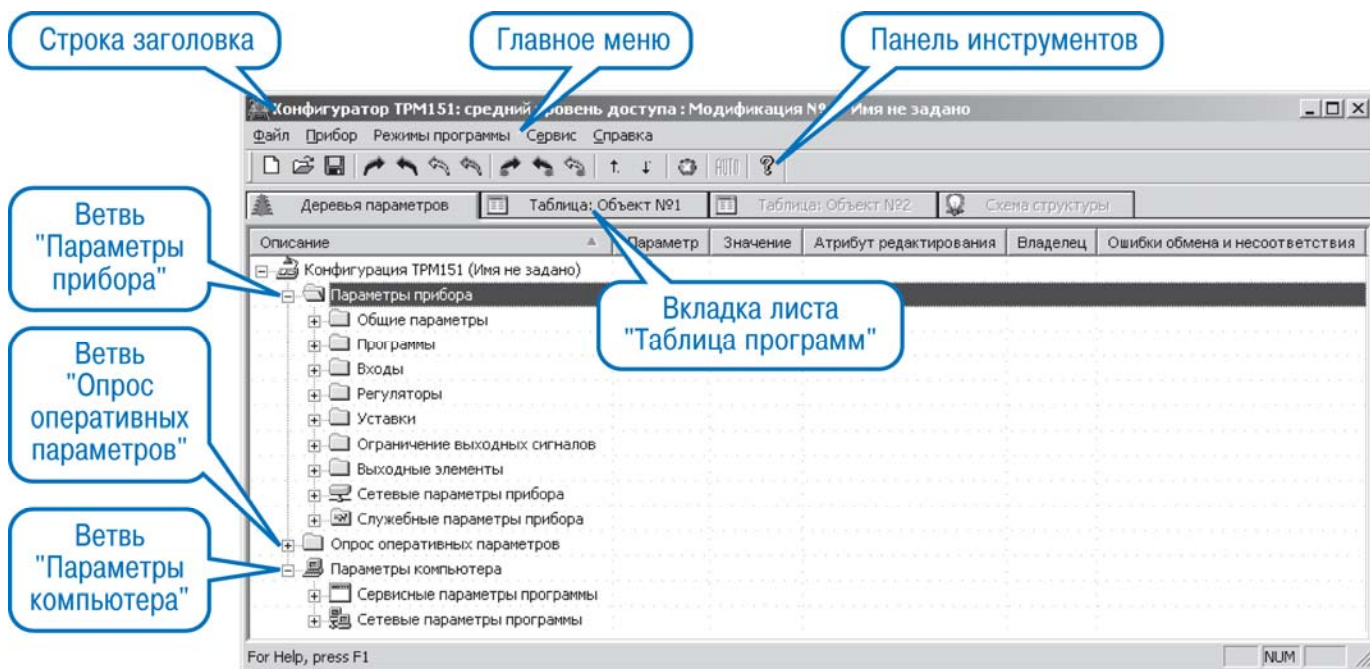 Строка заголовка
Главное меню
Панель инструментов
Конфигуратор ТРМ151: средний уровень доступа : Модификация Имя не задано
Файл Прибор Режимы программы Сервис Справка
AUTO
Деревья параметров Таблица: Объект №1 Таблица: Объект №2 Схема структуры
Описание Параметр Значение Атрибут редактирования Владелец Ошибки обмена и несоответствия
Конфигурация ТРМ151 (Имя не задано)
Параметры прибора
Общие параметры
Программы
Входы
Регуляторы
Уставки
Ограничение выходных сигналов
Выходные элементы
Сетевые параметры прибора
Служебные параметры прибора
Опрос оперативных параметров
Параметры компьютера
Сервисные параметры программы
Сетевые параметры программы
For Help, press F1
NUM
Ветвь
"Параметры
прибора"
Ветвь
"Опрос
оперативных
параметров"
Ветвь
"Параметры
компьютера"
Вкладка листа
"Таблица программ"